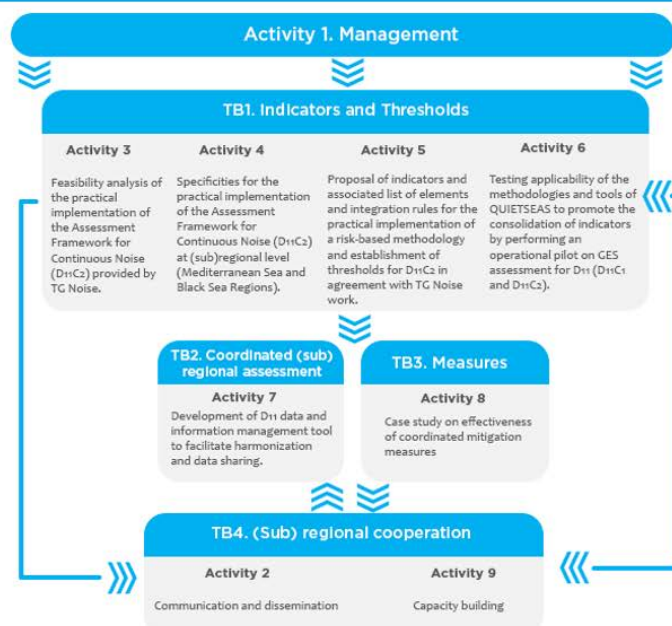 Activity 1. Management
TB1. Indicators and Thresholds
Activity 3
Feasibility analysis of
the practical
implementation of
the Assessment
Framework for
Continuous Noise
(D11C2) provided by
TG Noise.
Activity 4
Specificities for the
practical implementation
of the Assessment
Framework for
Continuous Noise (D11C2)
at (sub)regional level
(Mediterranean Sea and
Black Sea Regions).
Activity 5
Proposal of indicators and
associated list of elements
and integration rules for the
practical implementation of
a risk-based methodology
and establishment of
thresholds for D11C2 in
agreement with TG Noise
work.
Activity 6
Testing applicability of the
methodologies and tools of
QUIETSEAS to promote the
consolidation of indicators
by performing an
operational pilot on GES
assessment for D11 (D11C1
and D11C2).
TB2. Coordinated (sub)
regional assessment
Activity 7
Development of D11 data and
information management tool
to facilitate harmonization
and data sharing.
TB3. Measures
Activity 8
Case study on effectiveness
of coordinated mitigation
measures
TB4. (Sub) regional cooperation
Activity 2
Communication and dissemination
Activity 9
Capacity building